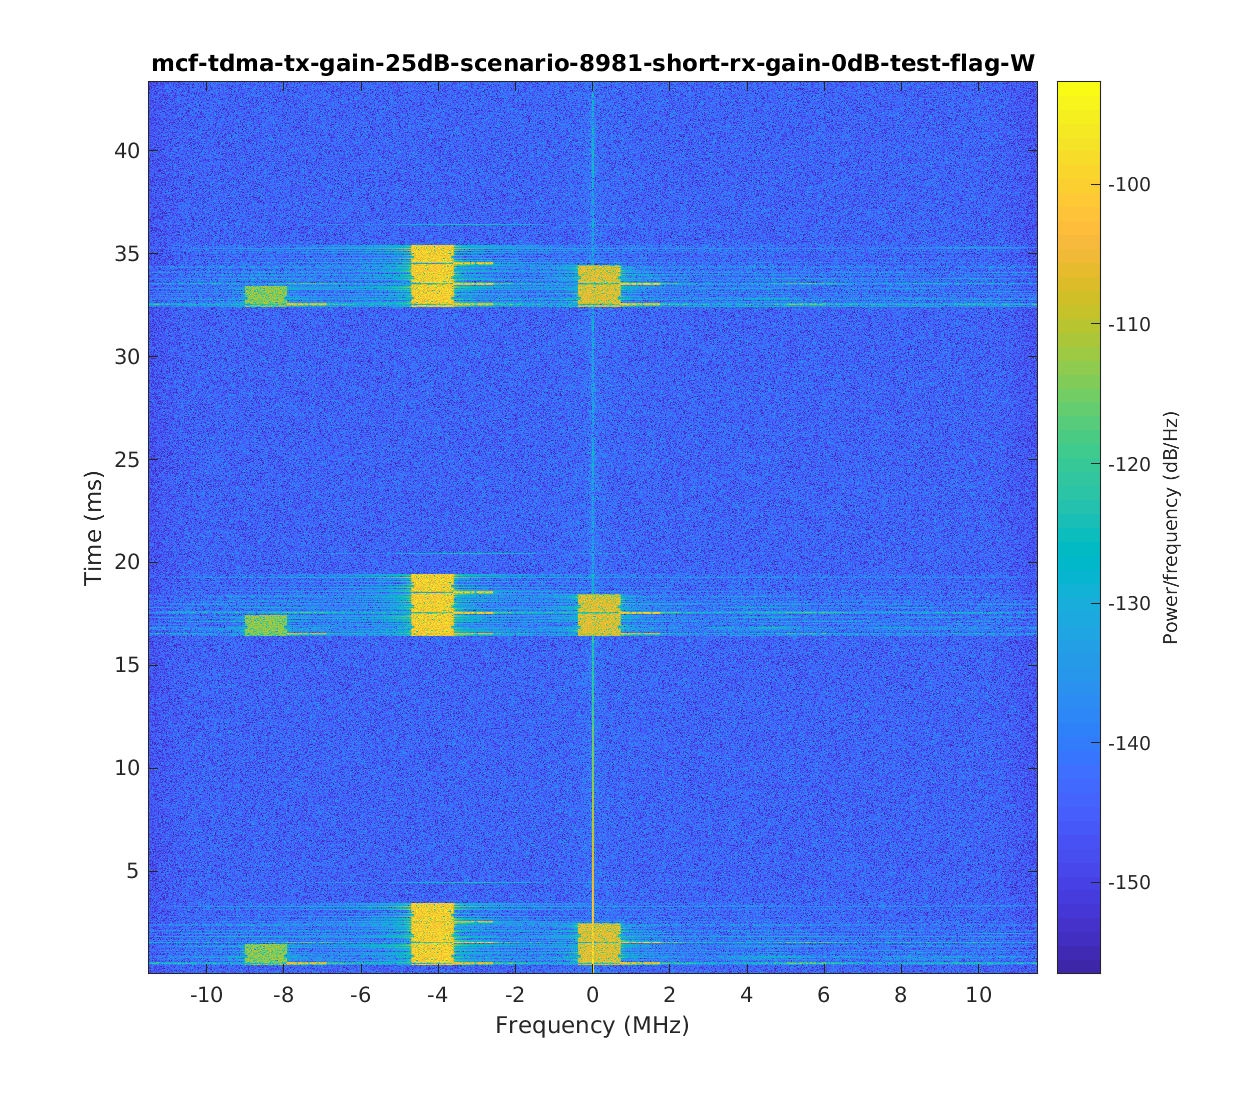 mcf-tdma-tx-gain-25dB-scenario-8981-short-rx-gain-0dB-test-flag-W
40
35
30
25
20
15
10
5
Time (ms)
-10 -8 -6 -4 -2 0 2 4 6 8 10
Frequency (MHz)
-100
-110
-120
-130
-140
-150
Power/frequency (dB/Hz)